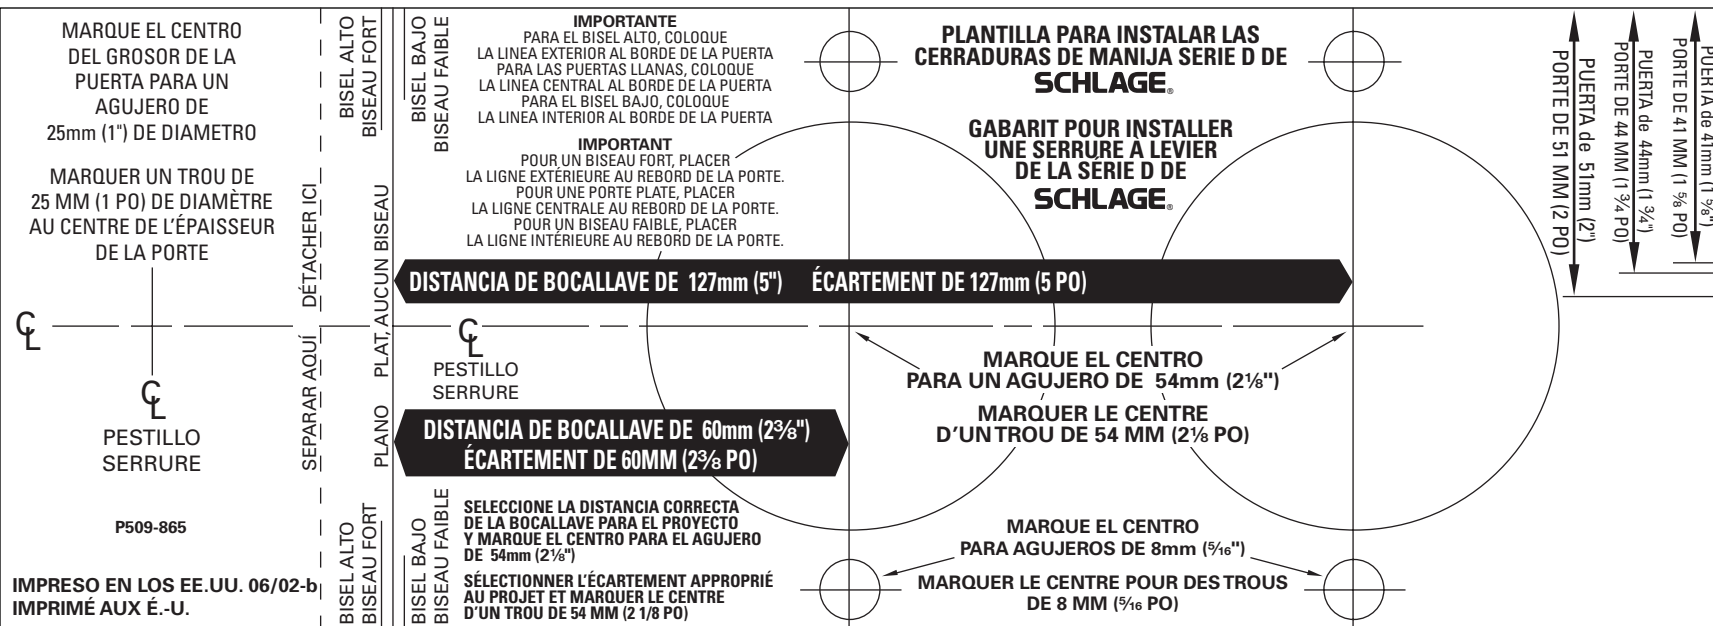 MARQUE EL CENTRO
DEL GROSOR DE LA
PUERTA PARA UN
AGUJERO DE
25mm (1") DE DIAMETRO
MARQUER UN TROU DE
25 MM (1 PO) DE DIAMÈTRE
AU CENTRE DE L'ÉPAISSEUR
DE LA PORTE
℄
℄
PESTILLO
SERRURE
P509-865
IMPRESO EN LOS EE.UU. 06/02-b
IMPRIMÉ AUX É.-U.
SEPARAR AQUÍ DÉTACHER ICI
BISEL ALTO
BISEAU FORT
BISEL BAJO
BISEAU FAIBLE
PLANO PLAT, AUCUN BISEAU
BISEL ALTO
BISEAU FORT
BISEL BAJO
BISEAU FAIBLE
IMPORTANTE
PARA EL BISEL ALTO, COLOQUE
LA LINEA EXTERIOR AL BORDE DE LA PUERTA
PARA LAS PUERTAS LLANAS, COLOQUE
LA LINEA CENTRAL AL BORDE DE LA PUERTA
PARA EL BISEL BAJO, COLOQUE
LA LINEA INTERIOR AL BORDE DE LA PUERTA
IMPORTANT
POUR UN BISEAU FORT, PLACER
LA LIGNE EXTÉRIEURE AU REBORD DE LA PORTE.
POUR UNE PORTE PLATE, PLACER
LA LIGNE CENTRALE AU REBORD DE LA PORTE.
POUR UN BISEAU FAIBLE, PLACER
LA LIGNE INTÉRIEURE AU REBORD DE LA PORTE.
DISTANCIA DE BOCALLAVE DE 127mm (5") ÉCARTEMENT DE 127mm (5 PO)
℄
PESTILLO
SERRURE
DISTANCIA DE BOCALLAVE DE 60mm (2⅜")
ÉCARTEMENT DE 60MM (2⅜ PO)
SELECCIONE LA DISTANCIA CORRECTA
DE LA BOCALLAVE PARA EL PROYECTO
Y MARQUE EL CENTRO PARA EL AGUJERO
DE 54mm (2⅛")
SÉLECTIONNER L'ÉCARTEMENT APPROPRIÉ
AU PROJET ET MARQUER LE CENTRE
D'UN TROU DE 54 MM (2 1/8 PO)
PLANTILLA PARA INSTALAR LAS
CERRADURAS DE MANIJA SERIE D DE
SCHLAGE®
GABARIT POUR INSTALLER
UNE SERRURE À LEVIER
DE LA SÉRIE D DE
SCHLAGE®
MARQUE EL CENTRO
PARA UN AGUJERO DE 54mm (2⅛")
MARQUER LE CENTRE
D'UN TROU DE 54 MM (2⅛ PO)
MARQUE EL CENTRO
PARA AGUJEROS DE 8mm (5⁄16")
MARQUER LE CENTRE POUR DES TROUS
DE 8 MM (5⁄16 PO)
PUERTA de 51mm (2")
PORTE DE 51 MM (2 PO)
PUERTA de 44mm (1 ¾")
PORTE DE 44 MM (1 ¾ PO)
PUERTA de 41mm (1 ⅝")
PORTE DE 41 MM (1 ⅝ PO)